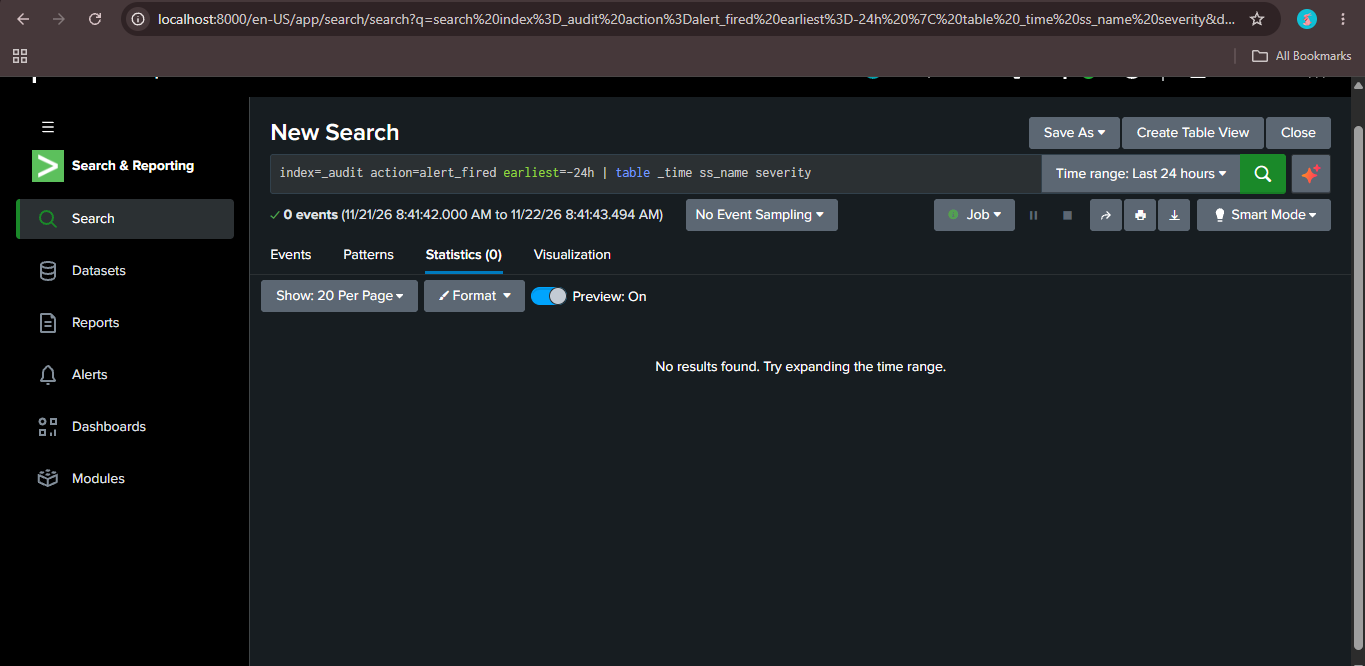 localhost:8000/en-US/app/search/search?q=search%20index%3D_audit%20action%3Dalert_fired%20earliest%3D-24h%20%7C%20table%20_time%20ss_name%20severity&d...
All Bookmarks
Search & Reporting
Search
Datasets
Reports
Alerts
Dashboards
Modules
New Search
Save As
Create Table View
Close
index=_audit action=alert_fired earliest=-24h | table _time ss_name severity
Time range: Last 24 hours
0 events (11/21/26 8:41:42.000 AM to 11/22/26 8:41:43.494 AM)
No Event Sampling
Job
Smart Mode
Events Patterns Statistics (0) Visualization
Show: 20 Per Page
Format
Preview: On
No results found. Try expanding the time range.